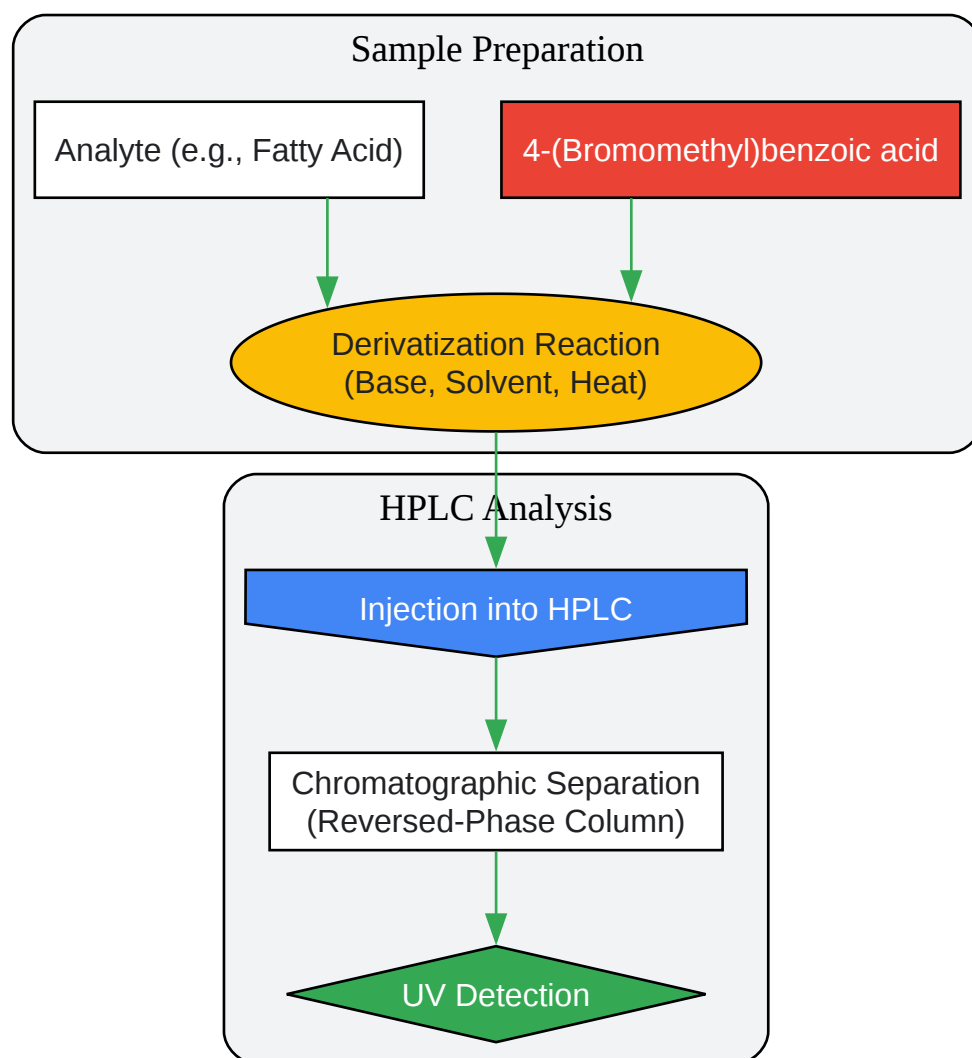 Sample Preparation
Analyte (e.g., Fatty Acid)
4-(Bromomethyl)benzoic acid
Derivatization Reaction
(Base, Solvent, Heat)
HPLC Analysis
Injection into HPLC
Chromatographic Separation
(Reversed-Phase Column)
UV Detection